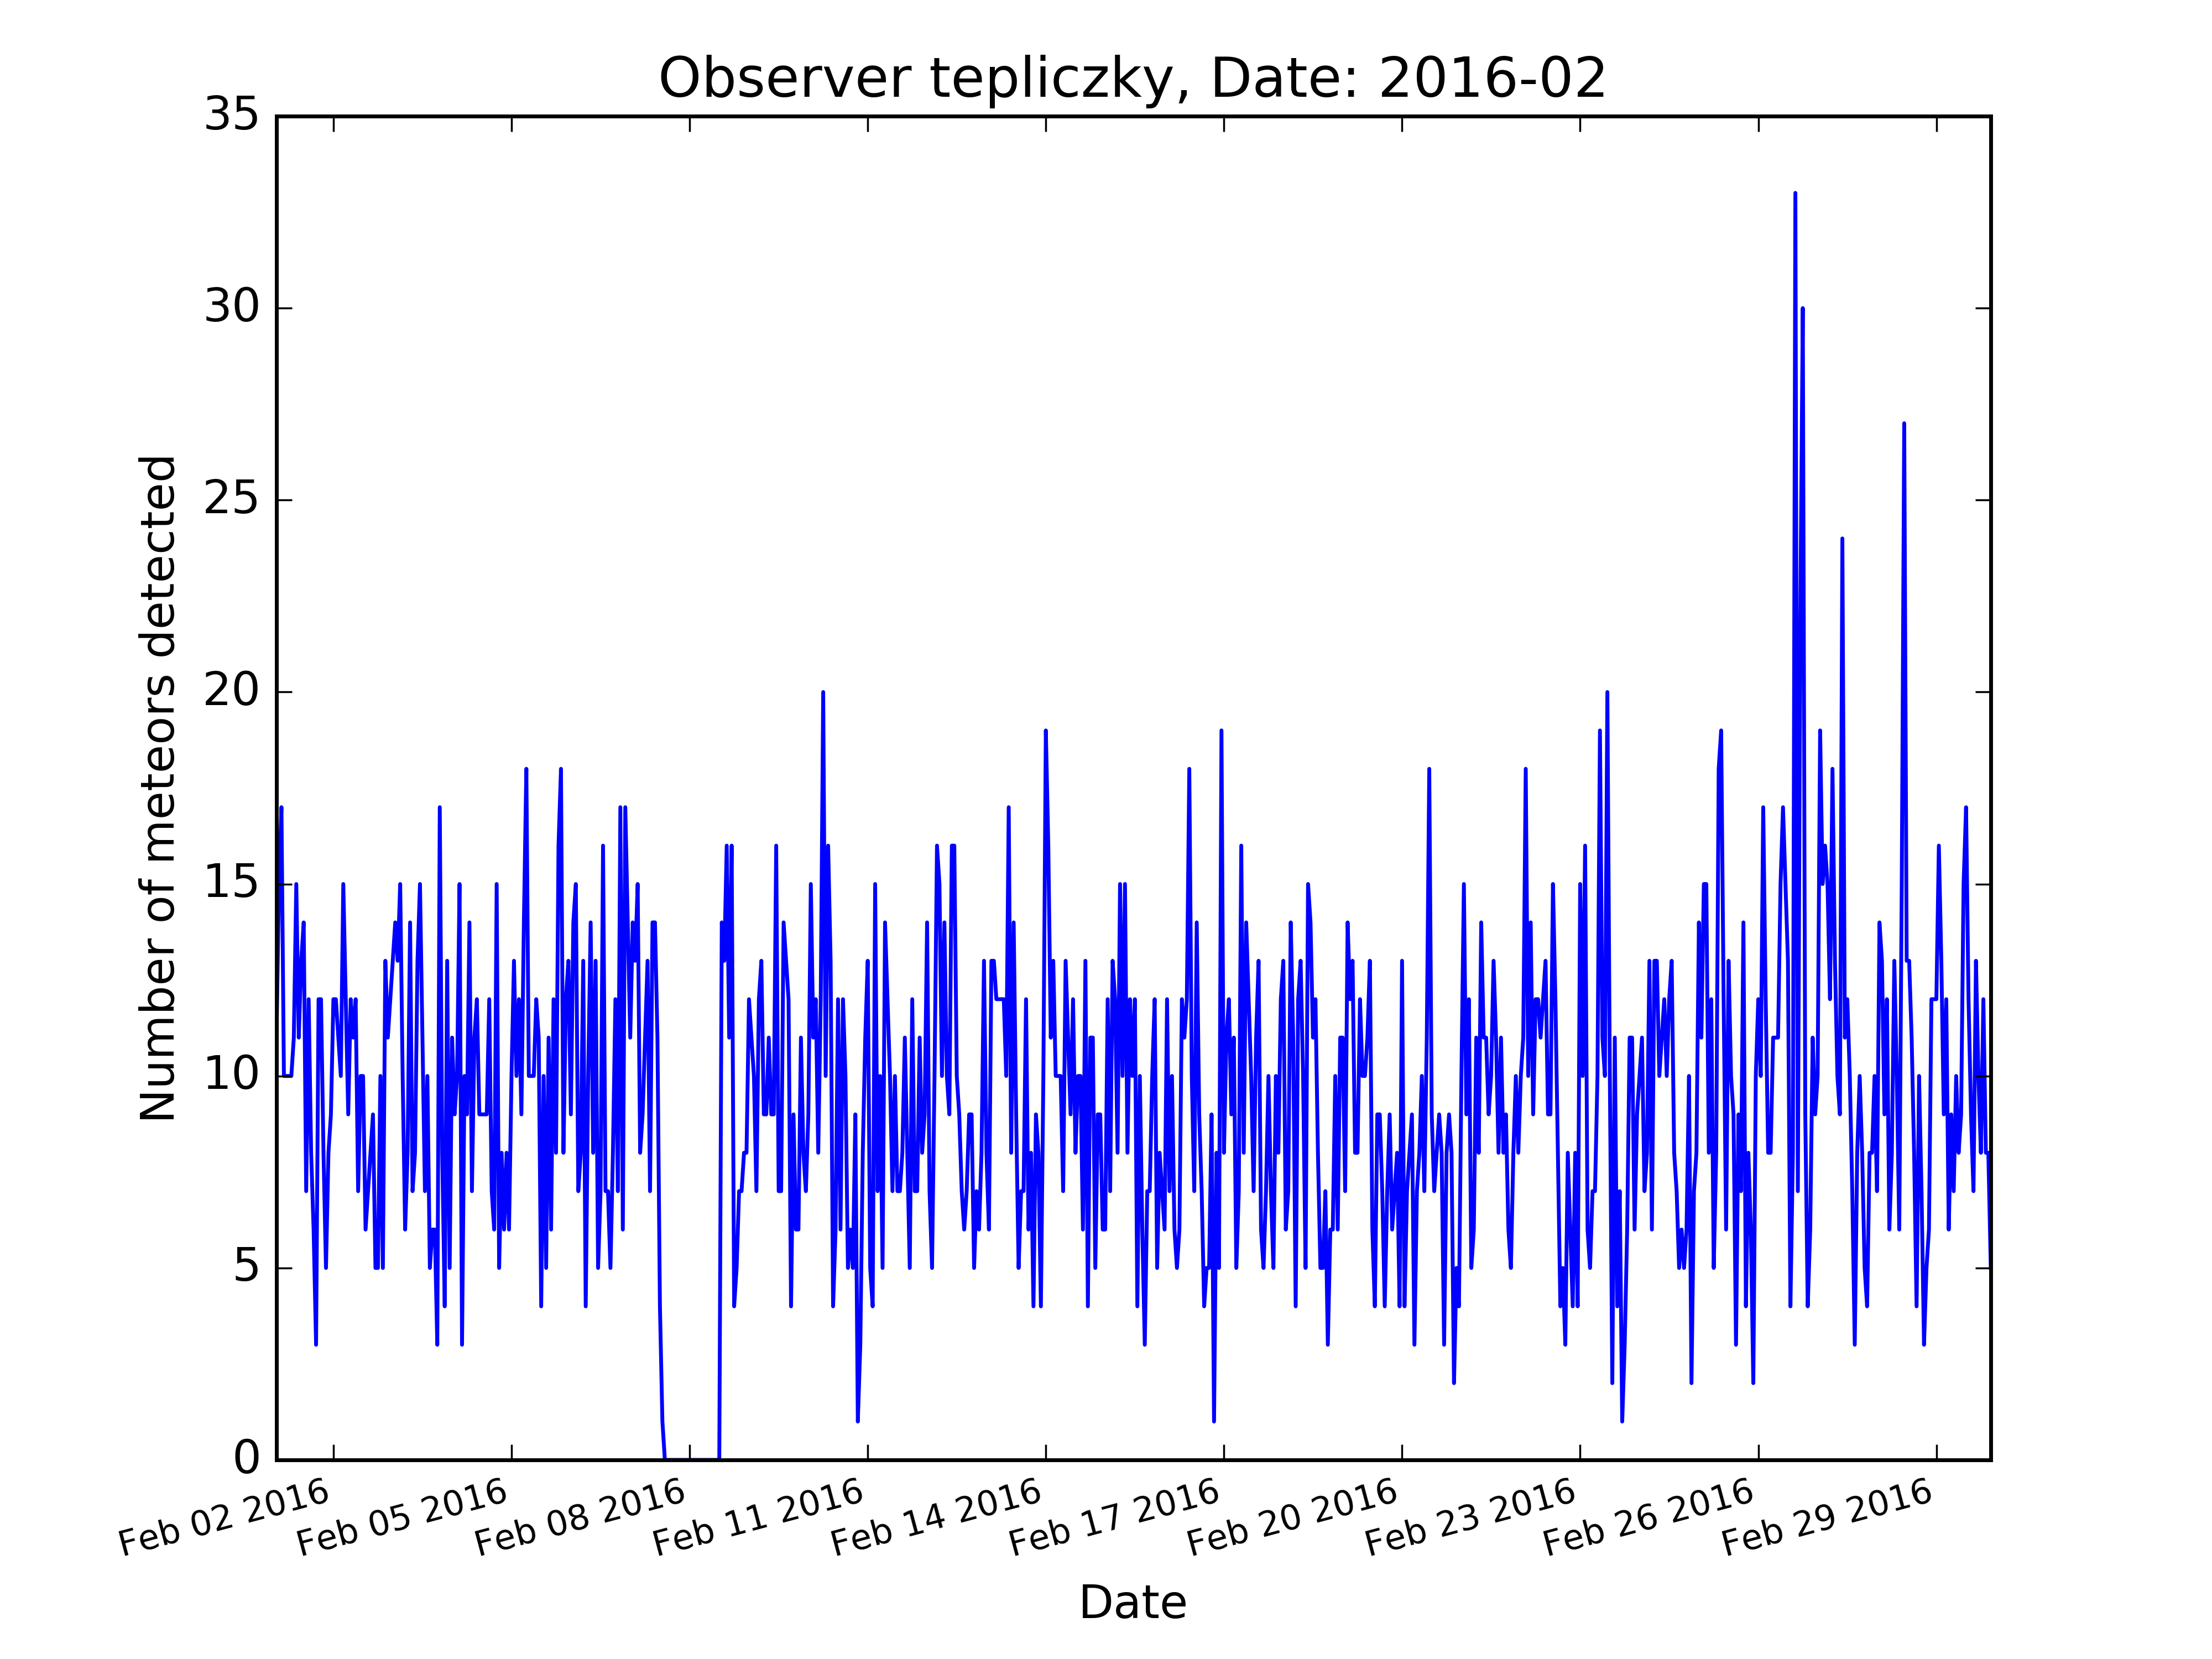 Observer tepliczky, Date: 2016-02
35
30
25
20
15
10
5
0
Number of meteors detected
Feb 02 2016
Feb 05 2016
Feb 08 2016
Feb 11 2016
Feb 14 2016
Feb 17 2016
Feb 20 2016
Feb 23 2016
Feb 26 2016
Feb 29 2016
Date